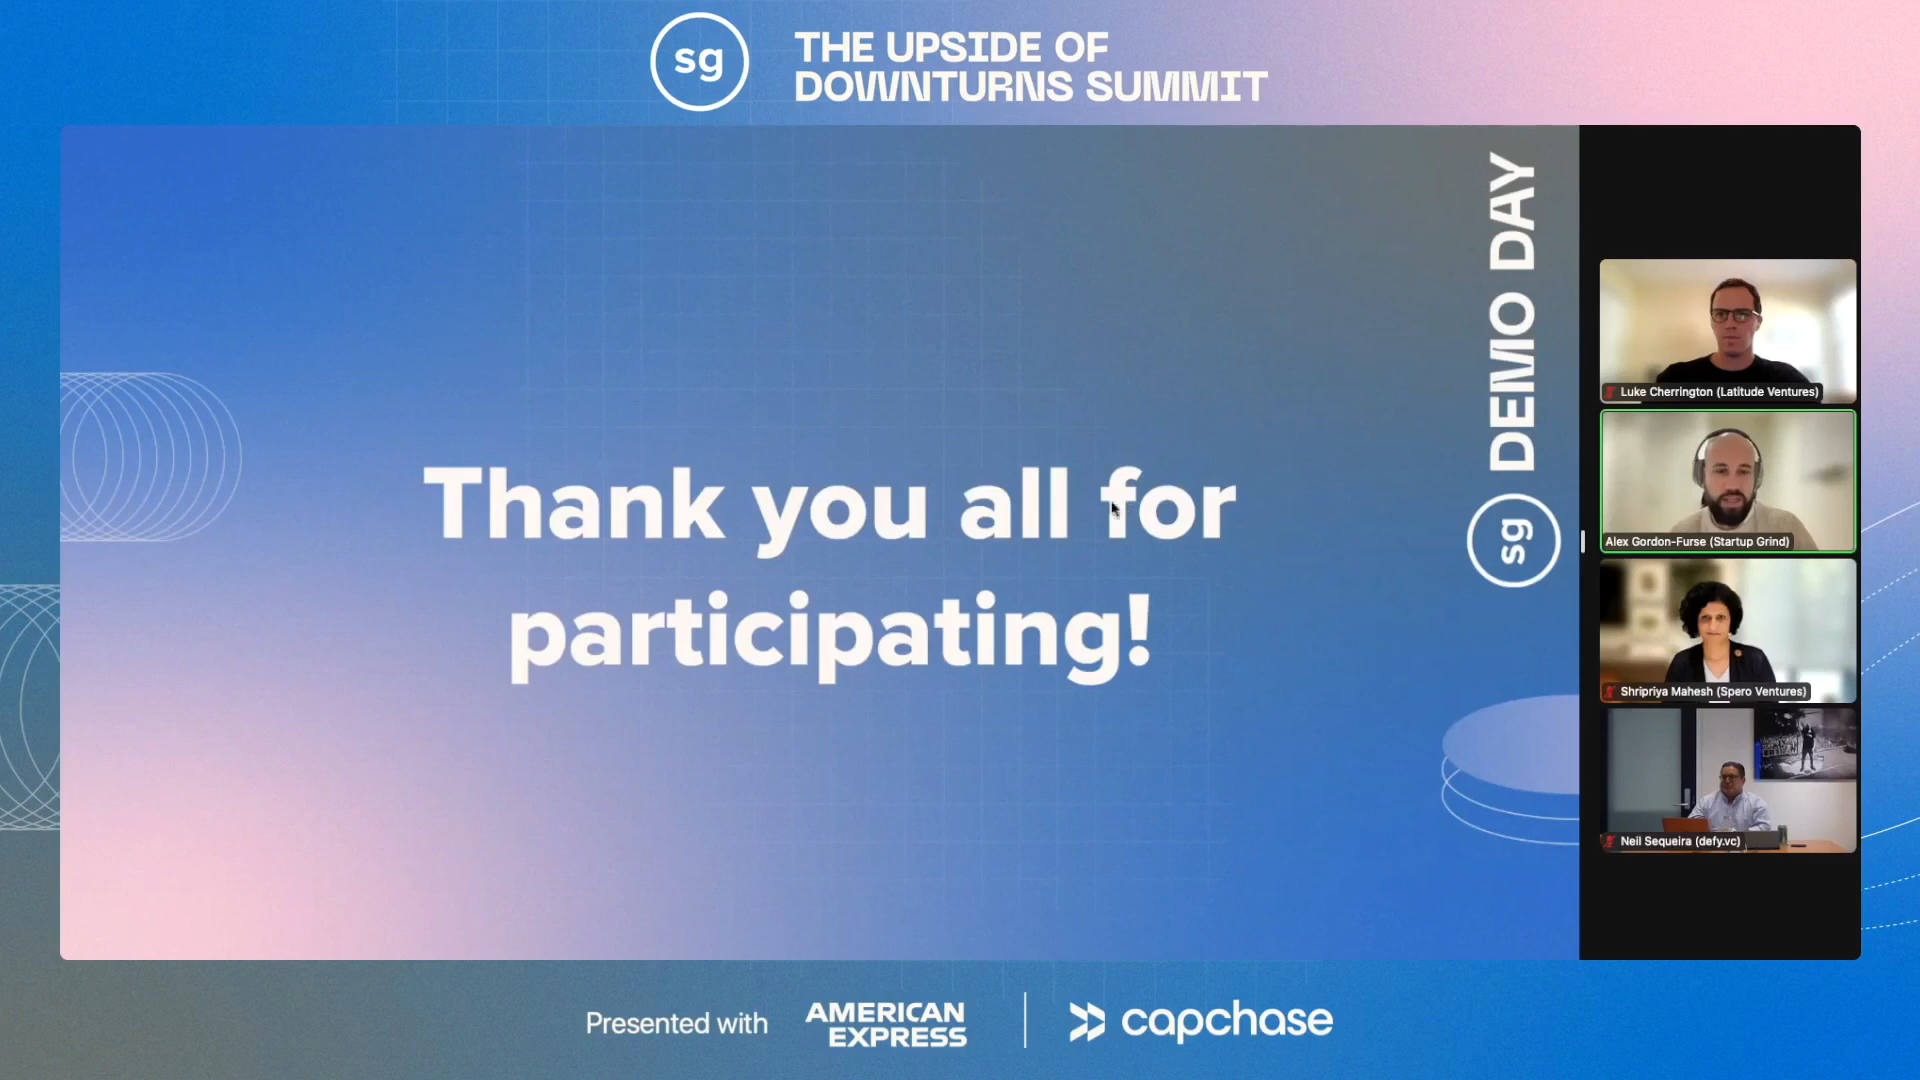 sg
THE UPSIDE OF
DOWNTURNS SUMMIT
Thank you all for
participating!
sg DEMO DAY
Luke Cherrington (Latitude Ventures)
Alex Gordon-Furse (Startup Grind)
Shripriya Mahesh (Spero Ventures)
Neil Sequeira (defy.vc)
Presented with
AMERICAN
EXPRESS
capchase